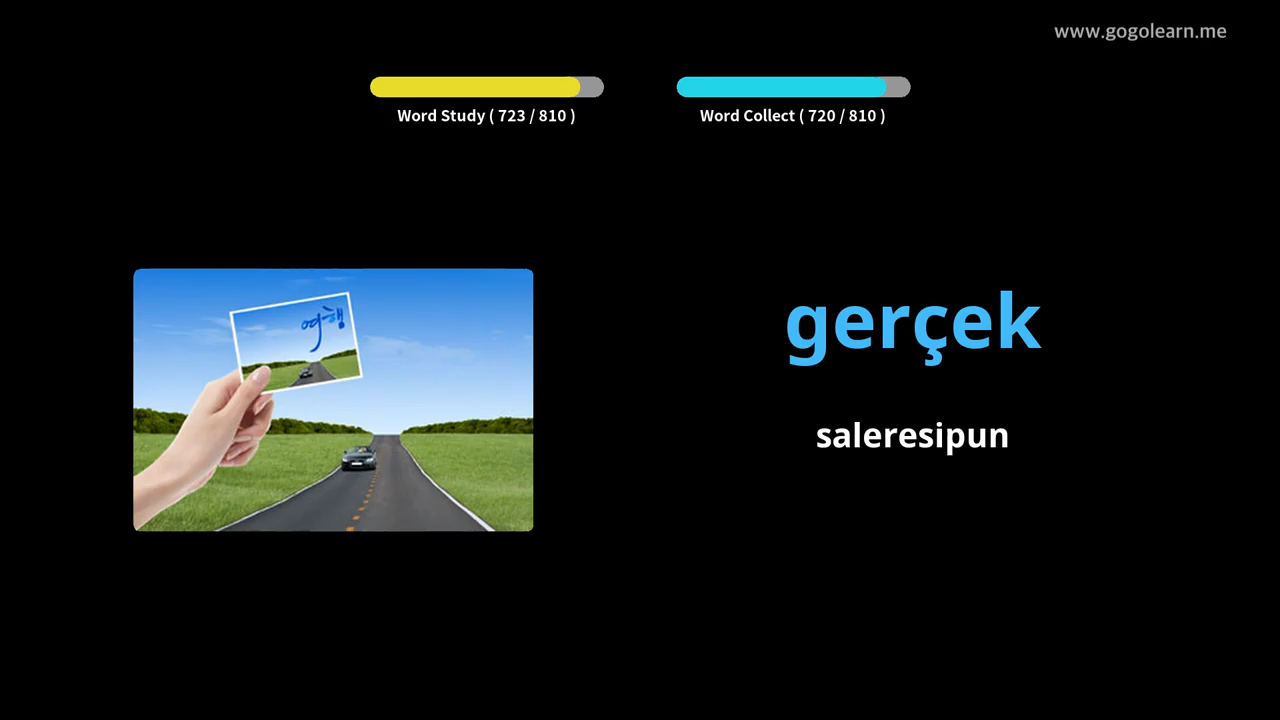 www.gogolearn.me
Word Study ( 723 / 810 )
Word Collect ( 720 / 810 )
여행
gerçek
saleresipun